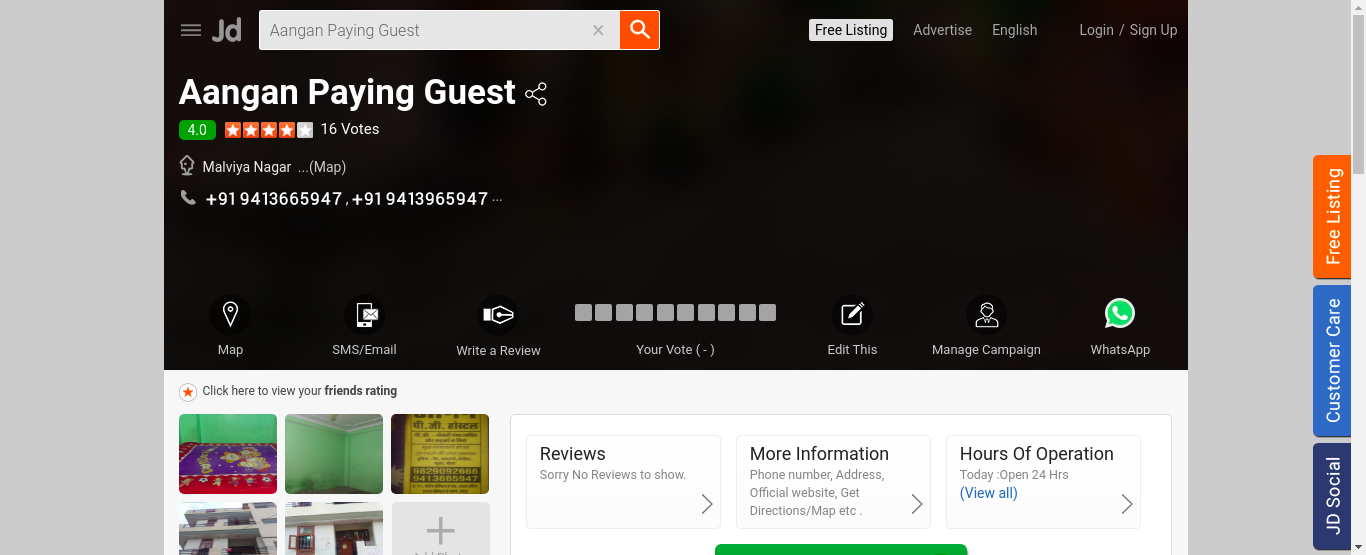 Jd
Aangan Paying Guest
Free Listing
Advertise
English
Login / Sign Up
Aangan Paying Guest
4.0
16 Votes
Malviya Nagar ...(Map)
+91 9413665947 , +91 9413965947 ...
Map
SMS/Email
Write a Review
Your Vote ( - )
Edit This
Manage Campaign
WhatsApp
Click here to view your friends rating
पी.जी. हॉस्टल
9829092666
9413665947
Reviews
Sorry No Reviews to show.
More Information
Phone number, Address,
Official website, Get
Directions/Map etc .
Hours Of Operation
Today :Open 24 Hrs
(View all)
Free Listing
Customer Care
JD Social